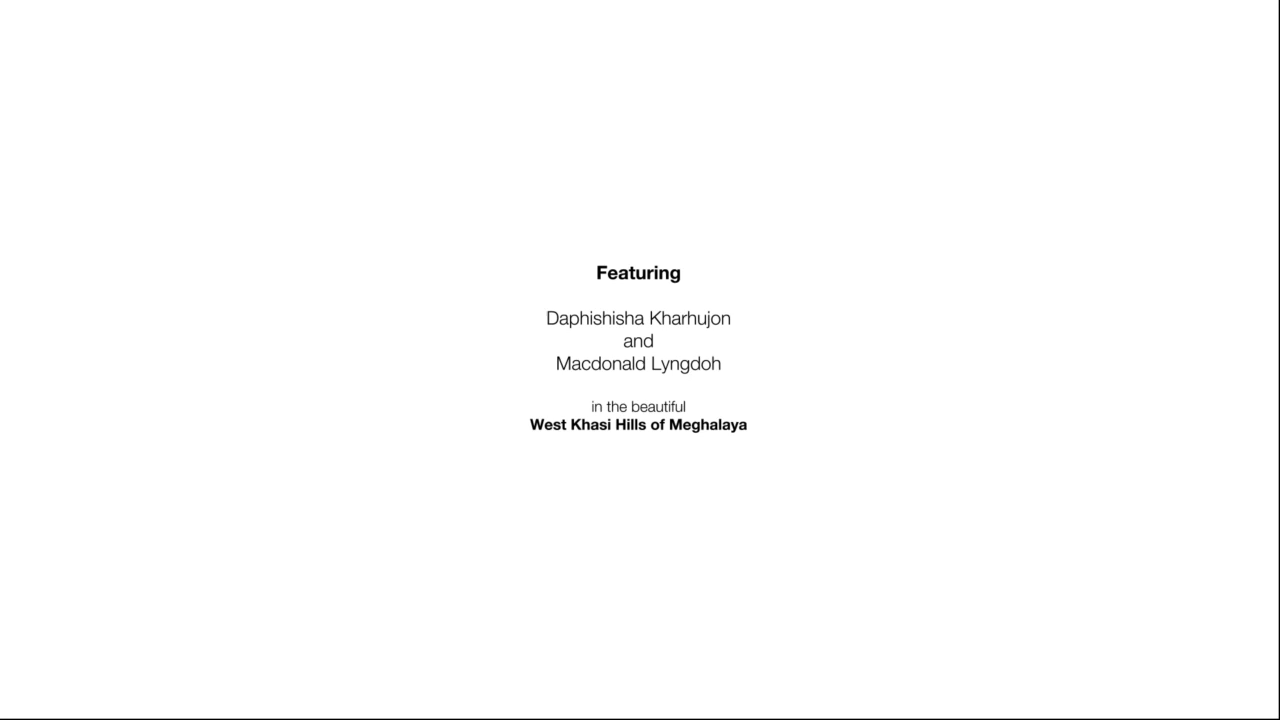 Featuring
Daphishisha Kharhujon
and
Macdonald Lyngdoh
in the beautiful
West Khasi Hills of Meghalaya